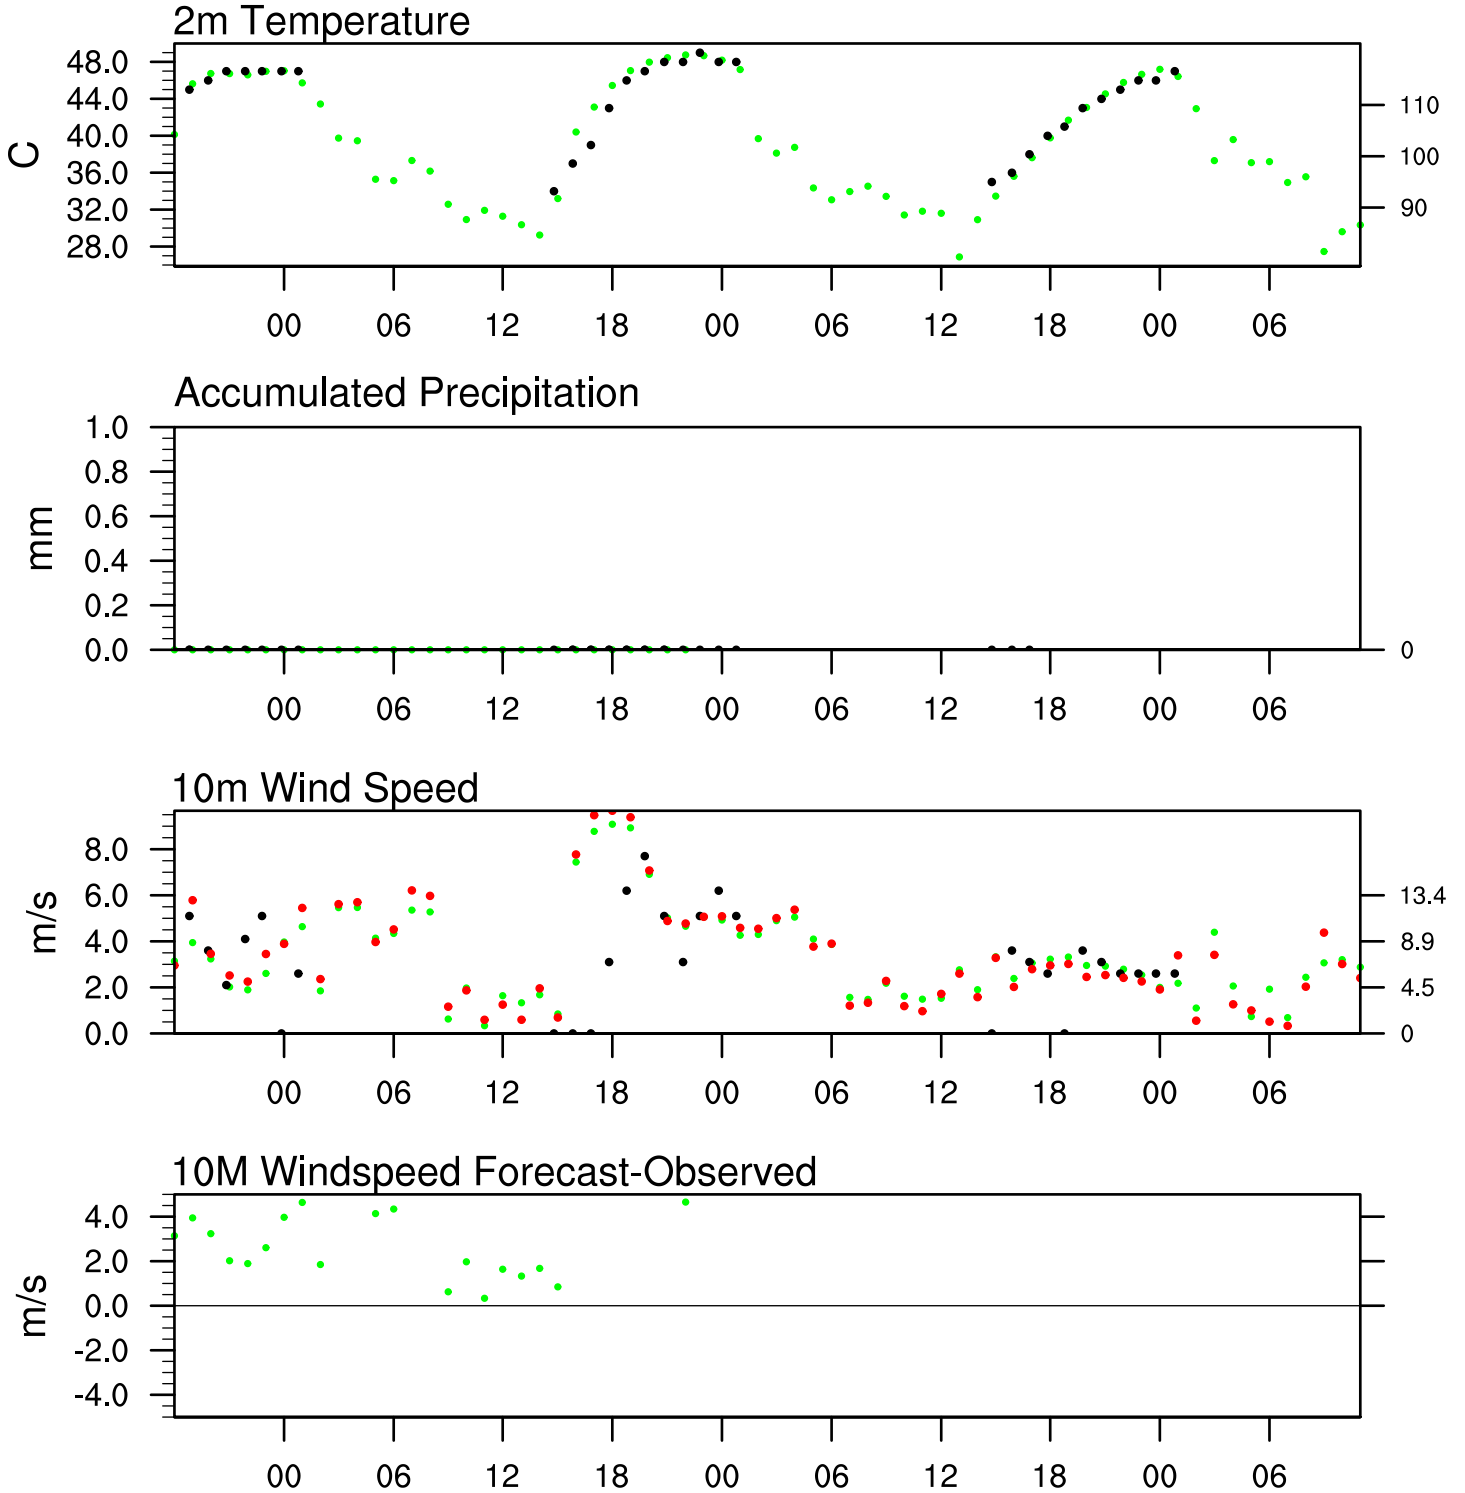 2m Temperature
48.0
44.0
40.0
36.0
32.0
28.0
C
110
100
90
00 06 12 18 00 06 12 18 00 06
Accumulated Precipitation
1.0
0.8
0.6
0.4
0.2
0.0
mm
0
00 06 12 18 00 06 12 18 00 06
10m Wind Speed
8.0
6.0
4.0
2.0
0.0
m/s
13.4
8.9
4.5
0
00 06 12 18 00 06 12 18 00 06
10M Windspeed Forecast-Observed
4.0
2.0
0.0
-2.0
-4.0
m/s
00 06 12 18 00 06 12 18 00 06